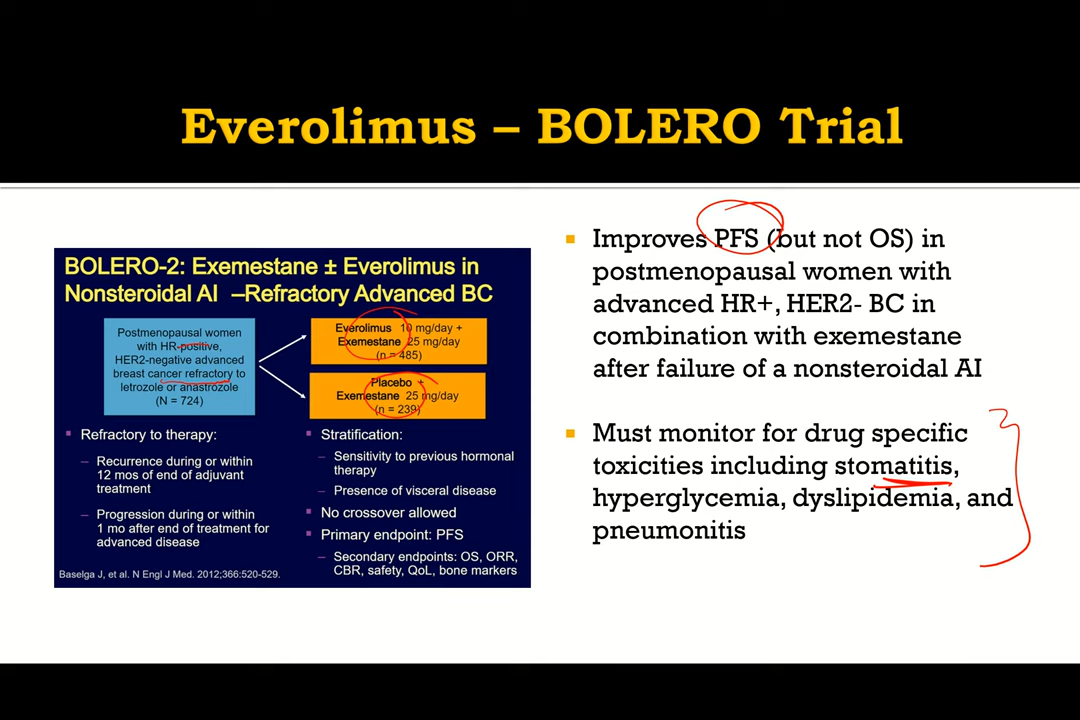 Everolimus – BOLERO Trial
BOLERO-2: Exemestane ± Everolimus in
Nonsteroidal AI –Refractory Advanced BC
Postmenopausal women
with HR-positive,
HER2-negative advanced
breast cancer refractory to
letrozole or anastrozole
(N = 724)
Everolimus 10 mg/day +
Exemestane 25 mg/day
(n = 485)
Placebo +
Exemestane 25 mg/day
(n = 239)
Refractory to therapy:
– Recurrence during or within
12 mos of end of adjuvant
treatment
– Progression during or within
1 mo after end of treatment for
advanced disease
Stratification:
– Sensitivity to previous hormonal
therapy
– Presence of visceral disease
No crossover allowed
Primary endpoint: PFS
– Secondary endpoints: OS, ORR,
CBR, safety, QoL, bone markers
Baselga J, et al. N Engl J Med. 2012;366:520-529.
Improves PFS (but not OS) in
postmenopausal women with
advanced HR+, HER2- BC in
combination with exemestane
after failure of a nonsteroidal AI
Must monitor for drug specific
toxicities including stomatitis,
hyperglycemia, dyslipidemia, and
pneumonitis